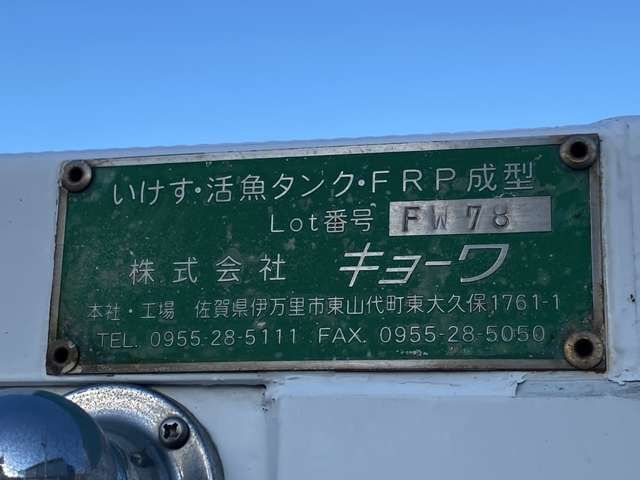 いけす・活魚タンク・FRP成型
Lot番号 FW78
株式会社 キョーワ
本社・工場 佐賀県伊万里市東山代町東大久保1761-1
TEL. 0955-28-5111 FAX. 0955-28-5050